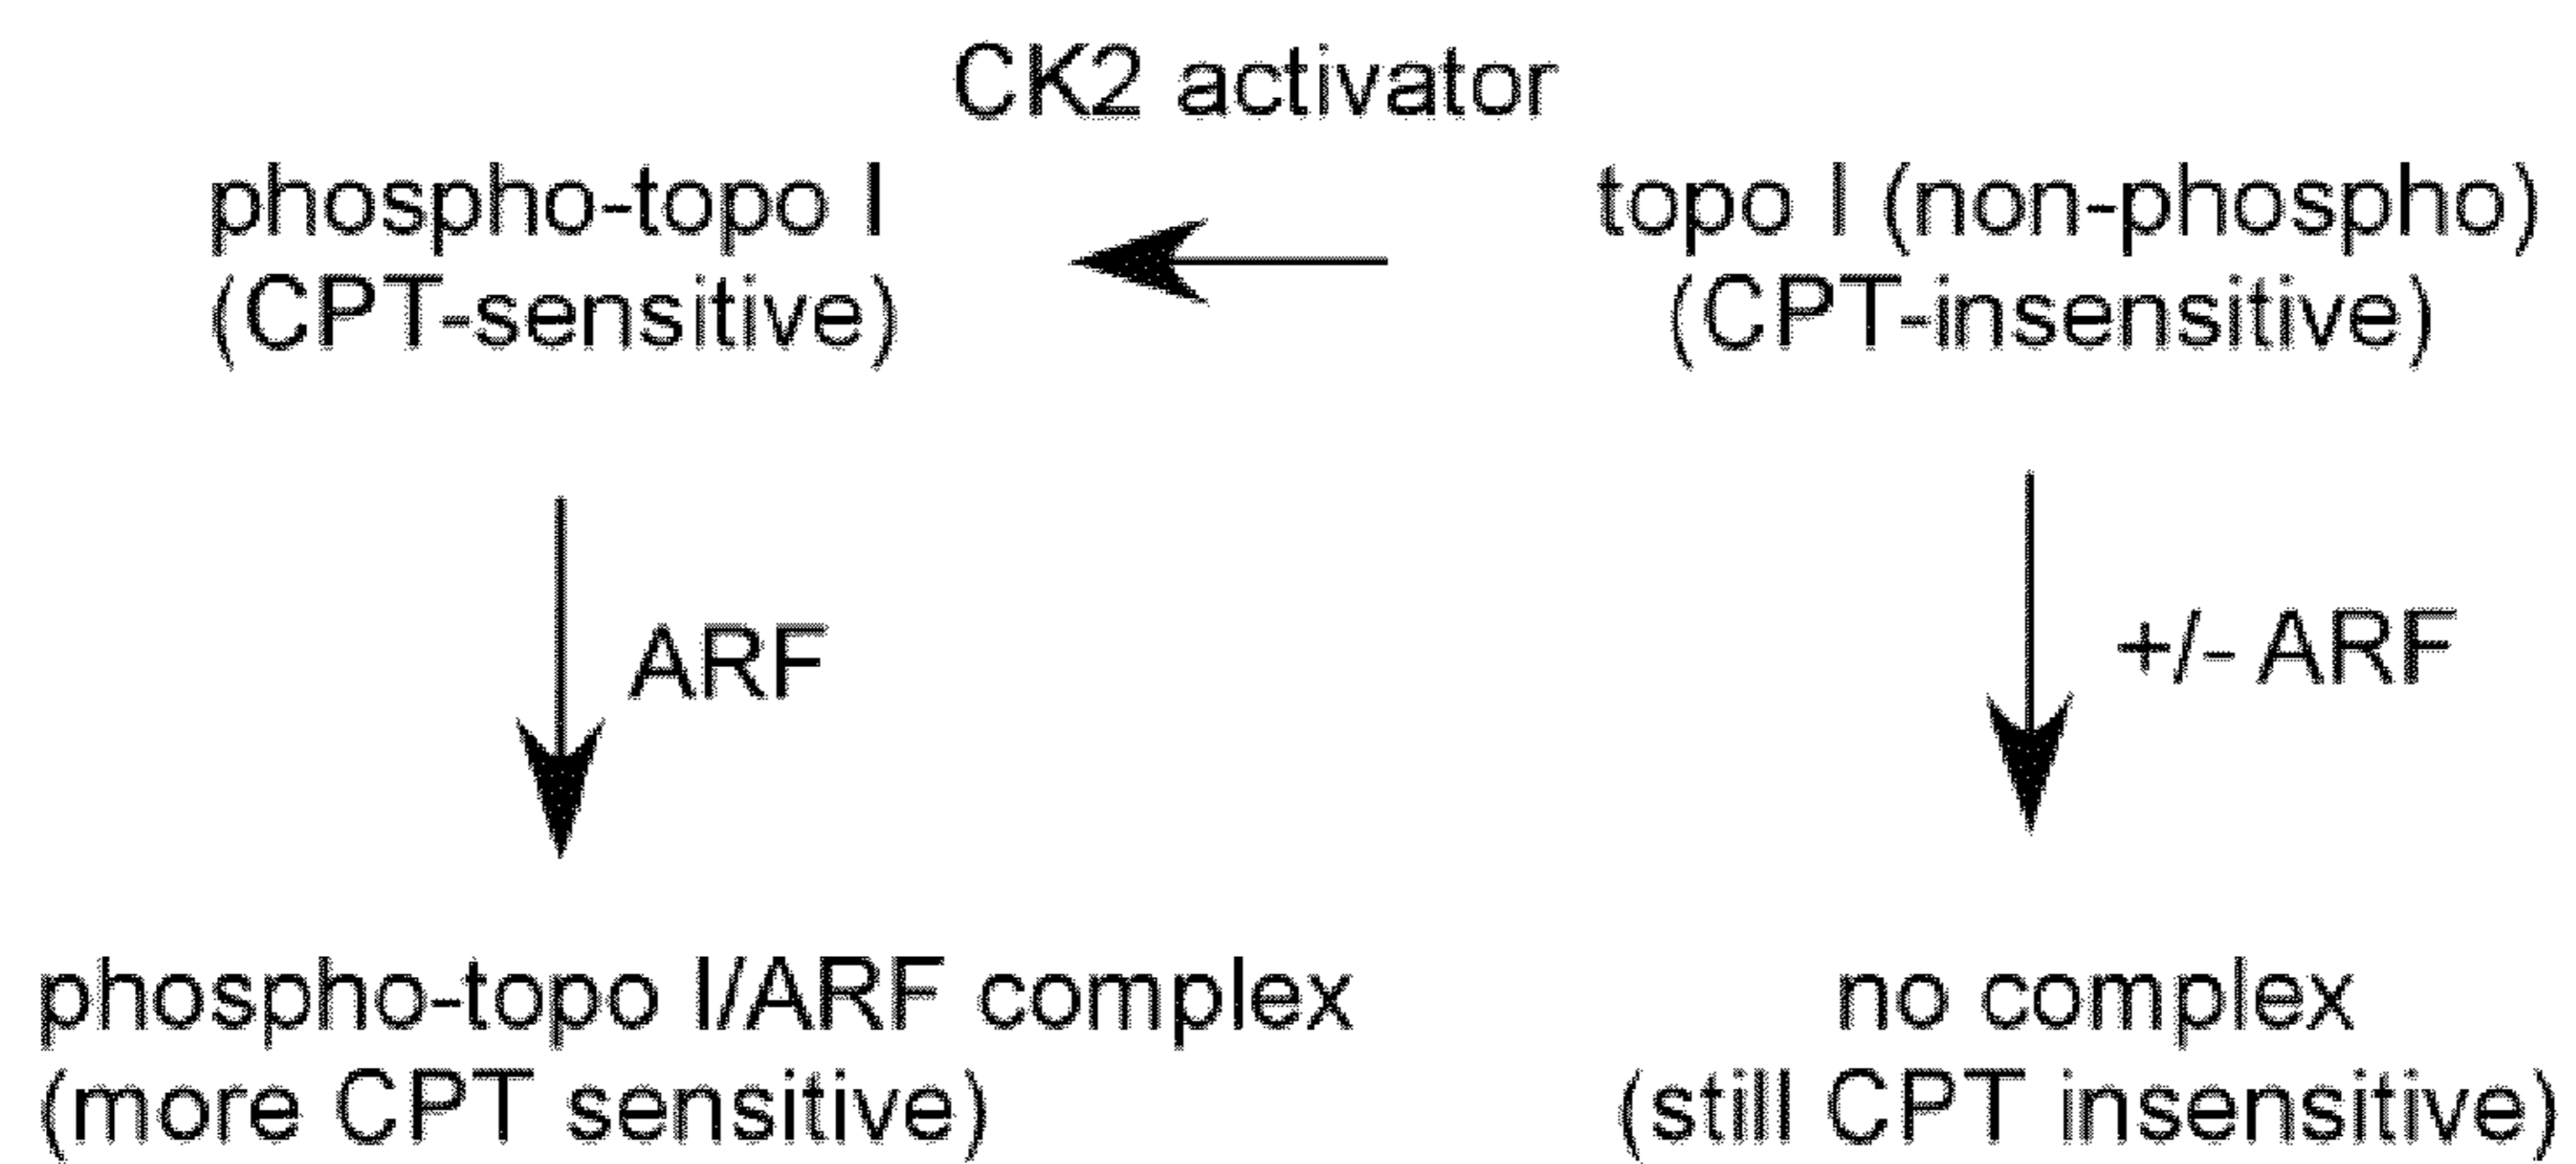 CK2 activator
phospho-topo I
(CPT-sensitive)
topo I (non-phospho)
(CPT-insensitive)
ARF
+/- ARF
phospho-topo I/ARF complex
(more CPT sensitive)
no complex
(still CPT insensitive)